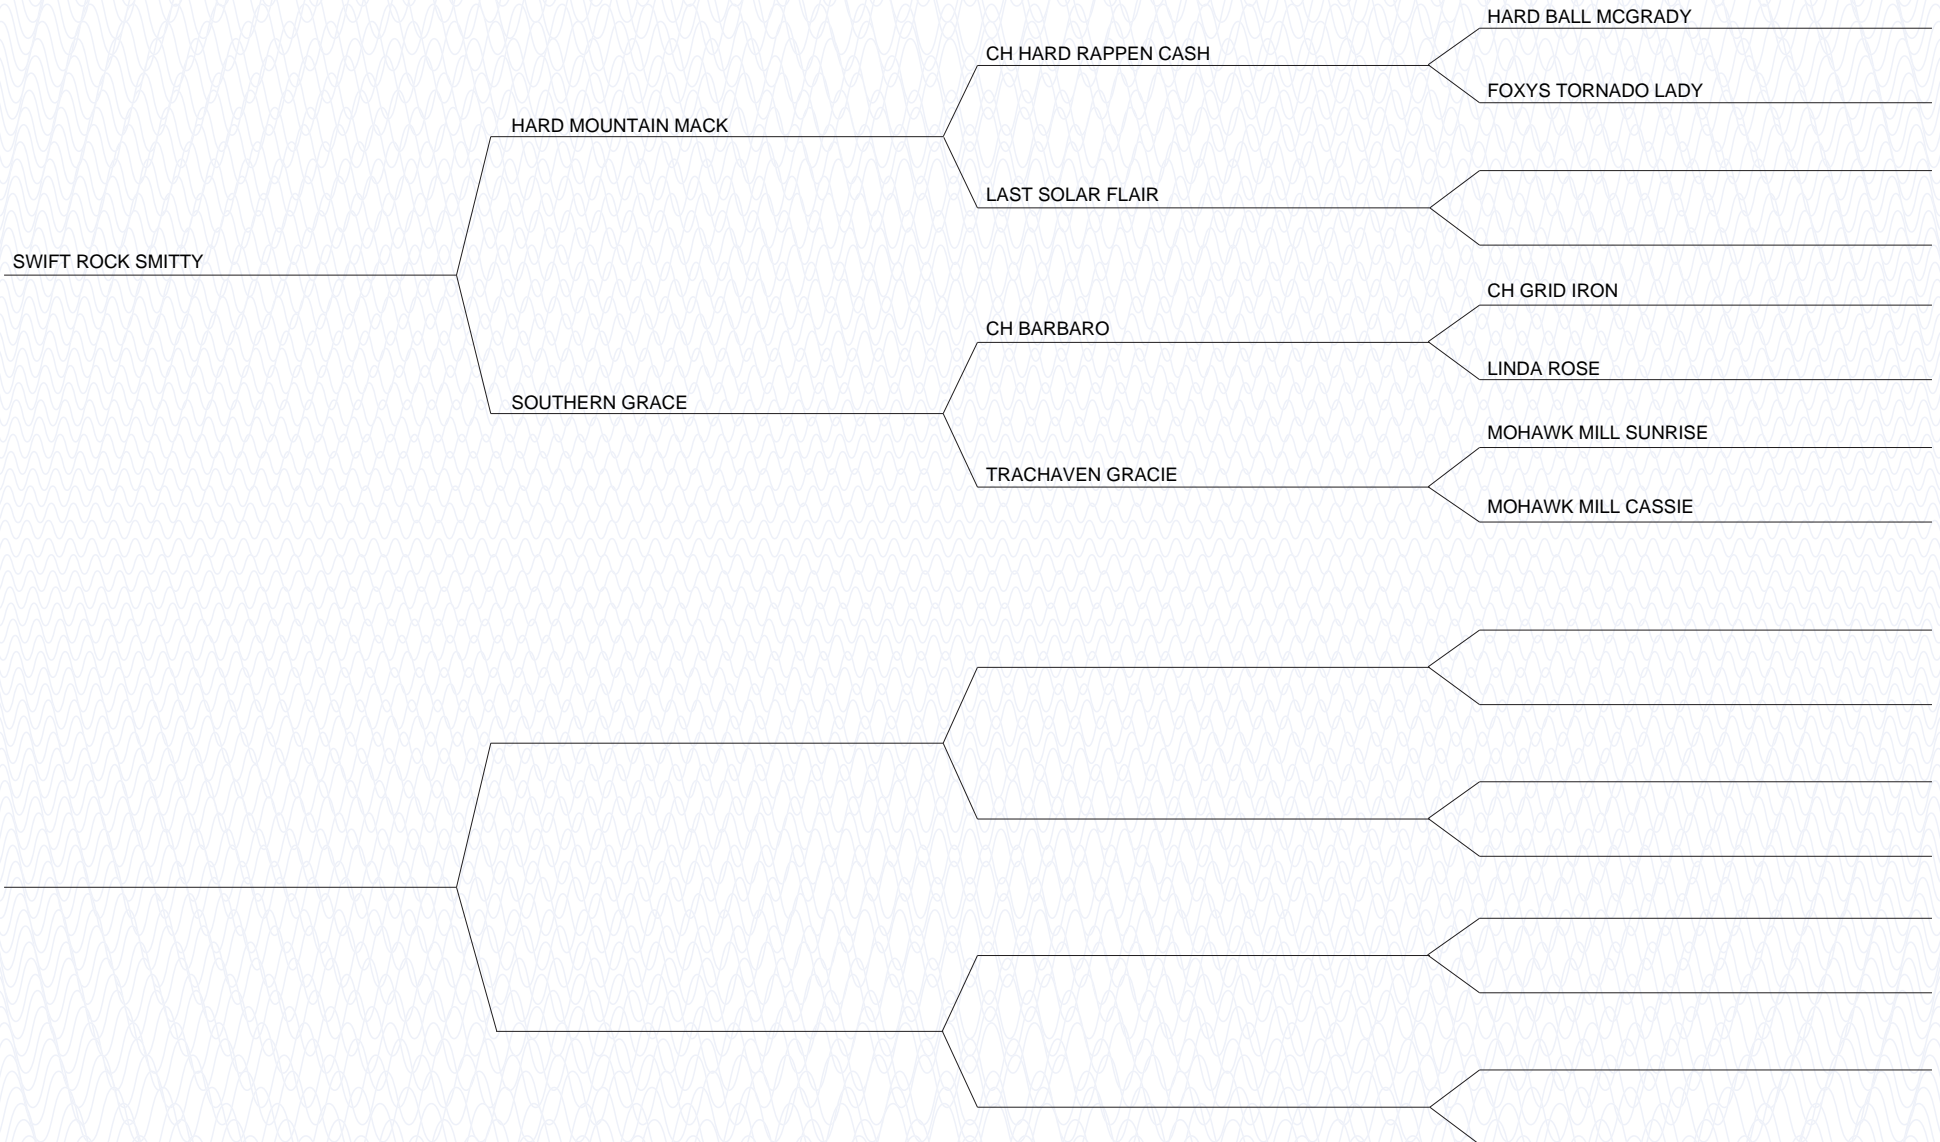 HARD BALL MCGRADY
CH HARD RAPPEN CASH
FOXYS TORNADO LADY
HARD MOUNTAIN MACK
LAST SOLAR FLAIR
SWIFT ROCK SMITTY
CH GRID IRON
CH BARBARO
LINDA ROSE
SOUTHERN GRACE
MOHAWK MILL SUNRISE
TRACHAVEN GRACIE
MOHAWK MILL CASSIE